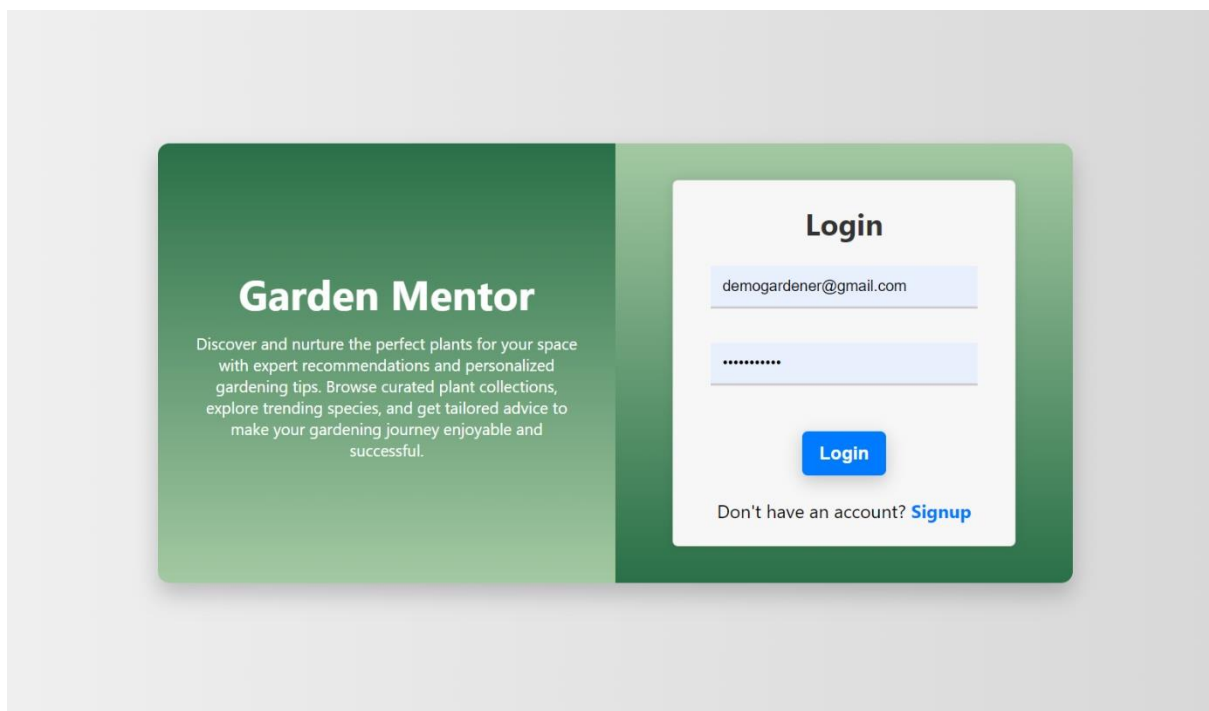 Garden Mentor
Discover and nurture the perfect plants for your space
with expert recommendations and personalized
gardening tips. Browse curated plant collections,
explore trending species, and get tailored advice to
make your gardening journey enjoyable and
successful.
Login
demogardener@gmail.com
•••••••••••
Login
Don't have an account? Signup